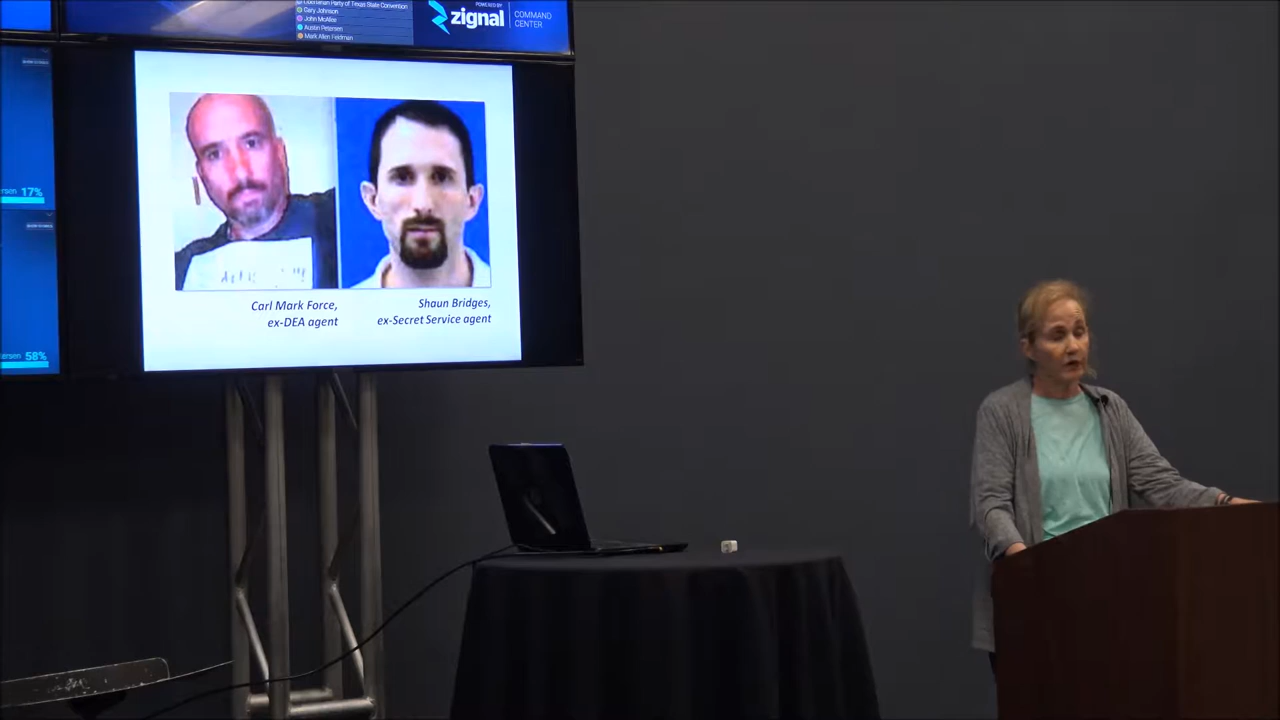 Libertarian Party of Texas State Convention
Gary Johnson
John McAfee
Austin Petersen
Mark Allen Feldman
POWERED BY
zignal
COMMAND
CENTER
17%
58%
Carl Mark Force,
ex-DEA agent
Shaun Bridges,
ex-Secret Service agent